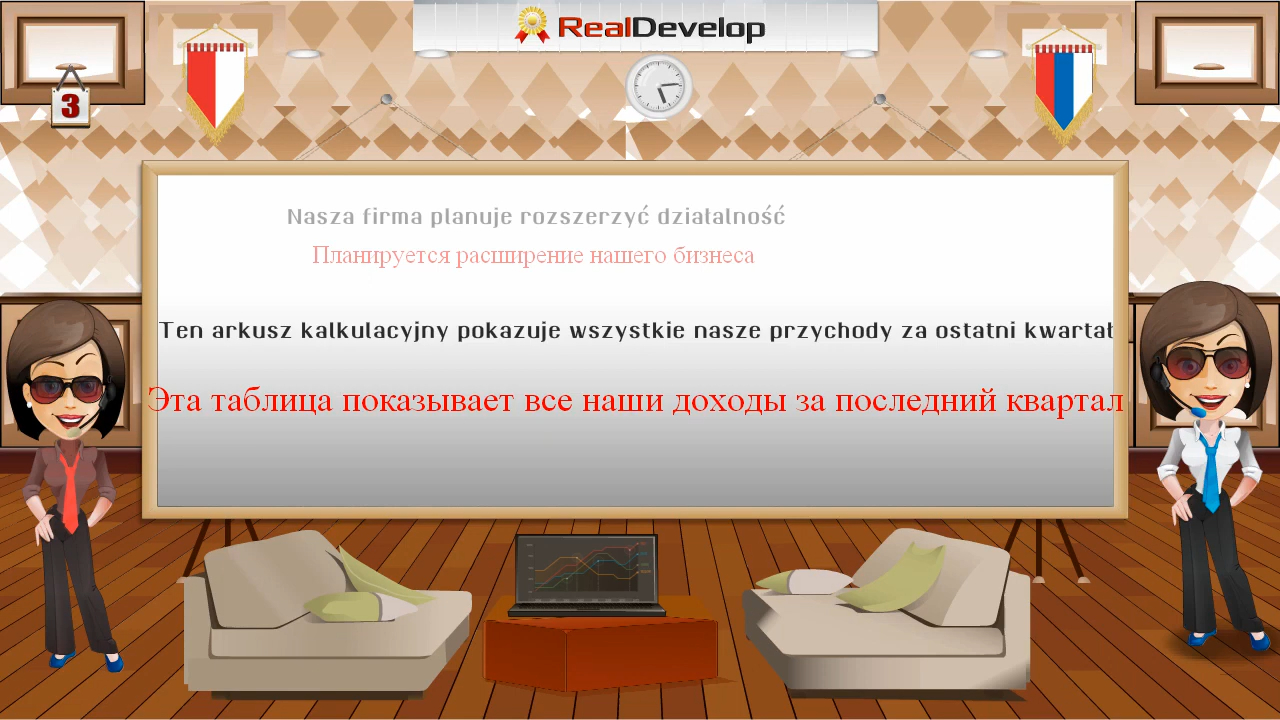 RealDevelop
3
Nasza firma planuje rozszerzyć działalność
Планируется расширение нашего бизнеса
Ten arkusz kalkulacyjny pokazuje wszystkie nasze przychody za ostatni kwartał
Эта таблица показывает все наши доходы за последний квартал